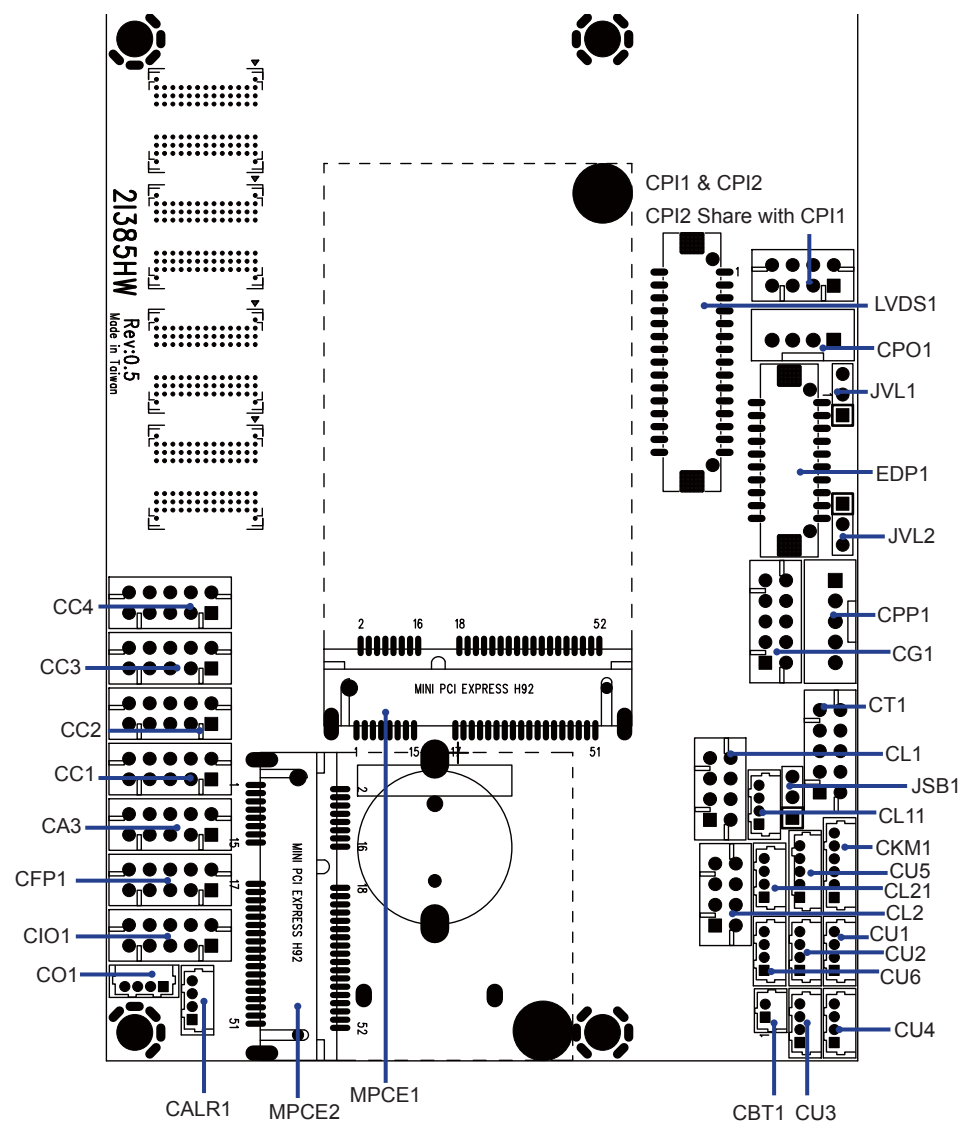 CPI1 & CPI2
CPI2 Share with CPI1
1
LVDS1
CPO1
JVL1
1
EDP1
JVL2
21385HW
Rev:0.5
Made in Taiwan
CC4
CC3
CC2
CC1
CA3
CFP1
CIO1
CO1
CPP1
CG1
CT1
CL1
JSB1
CL11
CKM1
CU5
CL21
CL2
CU1
CU2
CU6
CU4
2 16 18 52
MINI PCI EXPRESS H92
1 15 17 51
1 2
15 16
17 18
MINI PCI EXPRESS H92
51 52
1
CALR1
MPCE2
MPCE1
CBT1
CU3